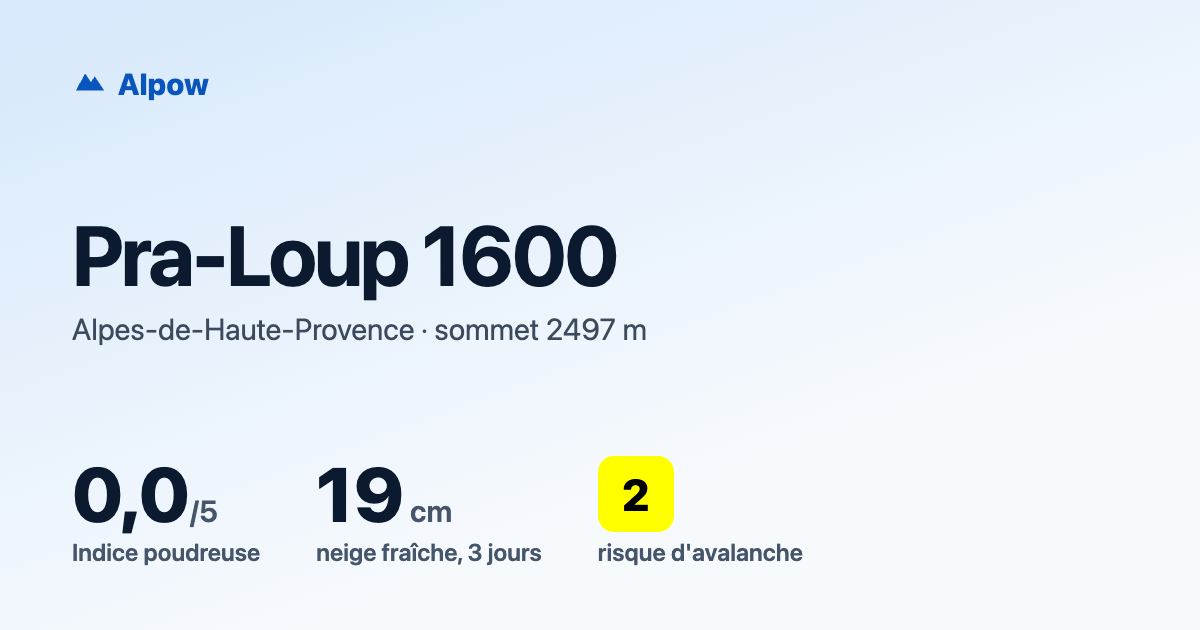 Alpow
Pra-Loup 1600
Alpes-de-Haute-Provence · sommet 2497 m
0,0/5
Indice poudreuse
19 cm
neige fraîche, 3 jours
2
risque d'avalanche